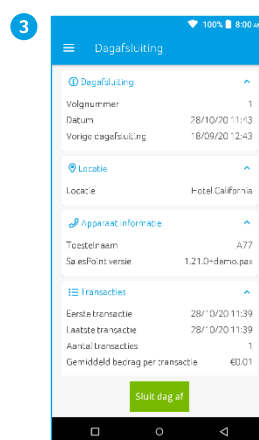 3
100% 8:00 AM
Dagafsluiting
Dagafsluiting
Volgnummer 1
Datum 28/10/20 11:43
Vorige dagafsluiting 18/09/20 12:43
Locatie
Locatie Hotel California
Apparaat informatie
Toestelnaam A77
SalesPoint versie 1.21.0+demo.pax
Transacties
Eerste transactie 28/10/20 11:39
Laatste transactie 28/10/20 11:39
Aantal transacties 1
Gemiddeld bedrag per transactie €0.01
Sluit dag af